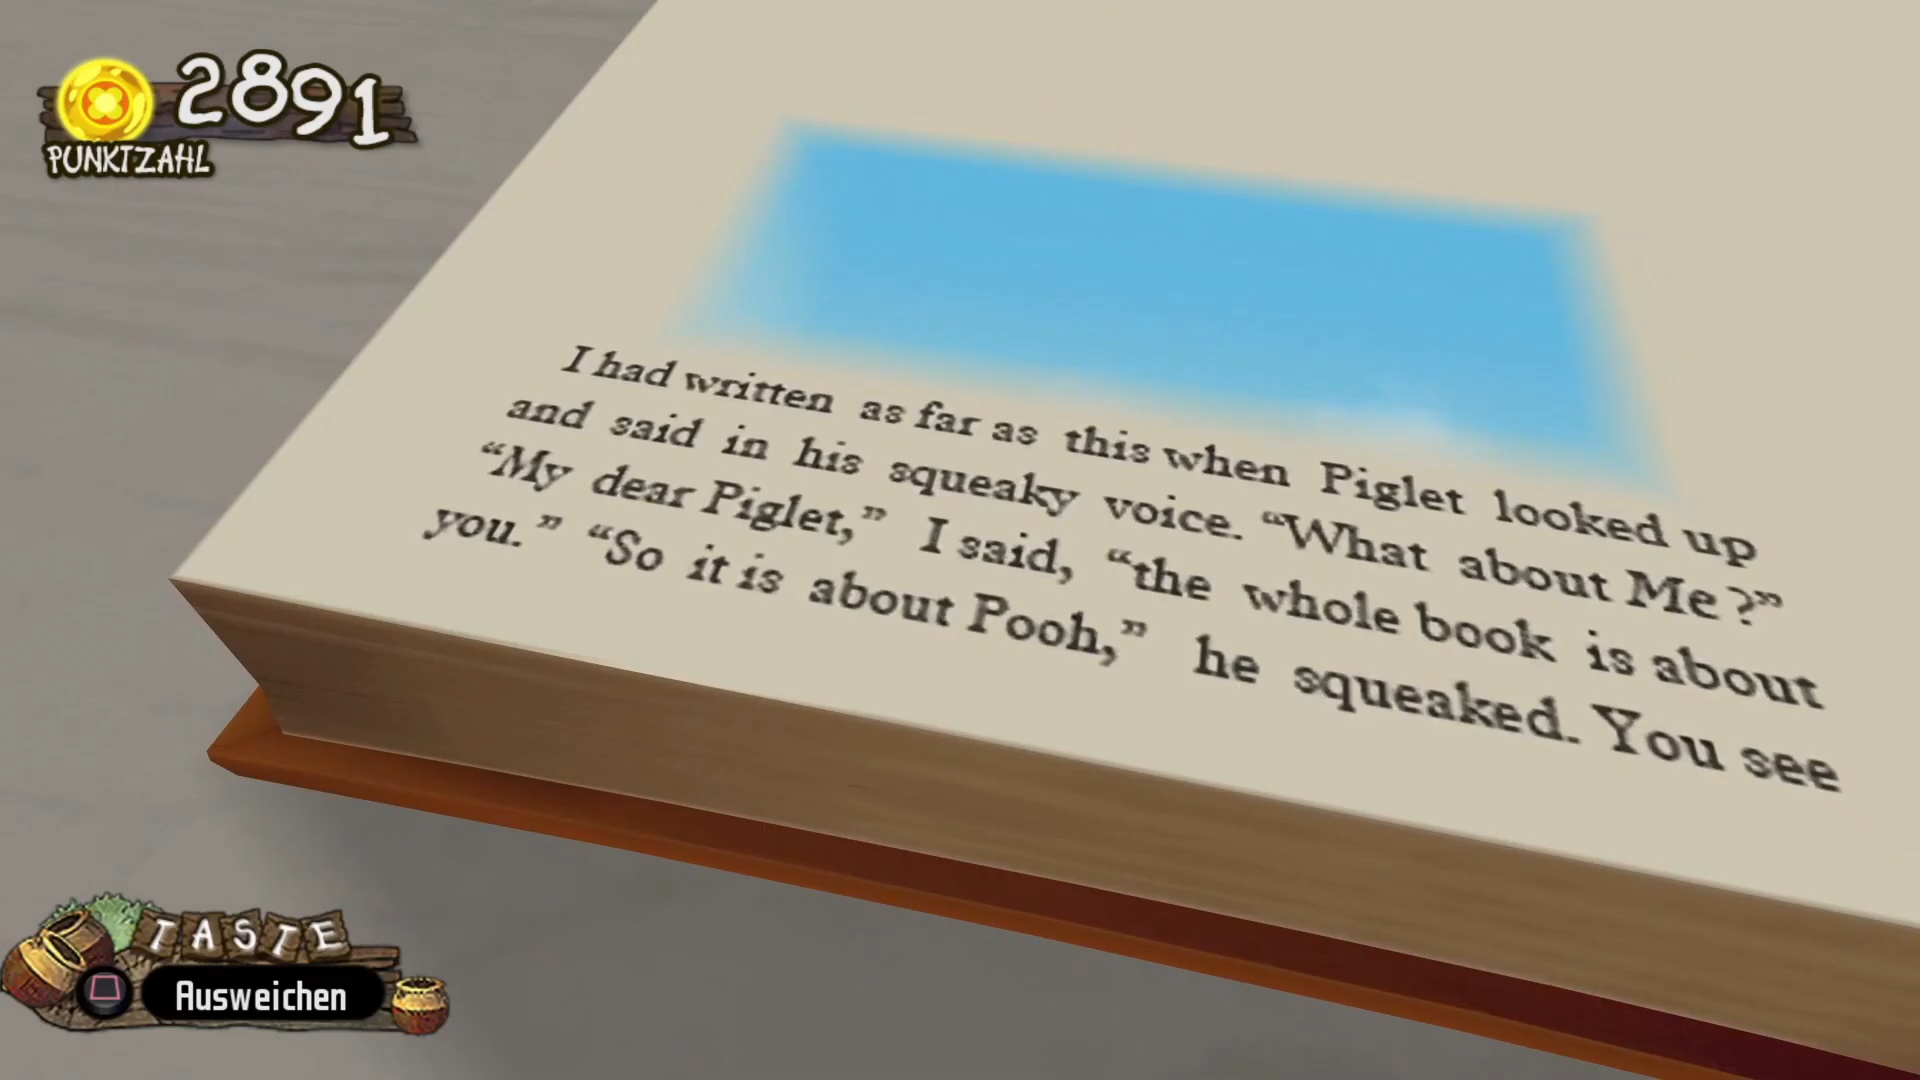 2891
PUNKTZAHL
I had written as far as this when Piglet looked up
and said in his squeaky voice. “What about Me?”
“My dear Piglet,” I said, “the whole book is about
you.” “So it is about Pooh,” he squeaked. You see
TASTE
Ausweichen